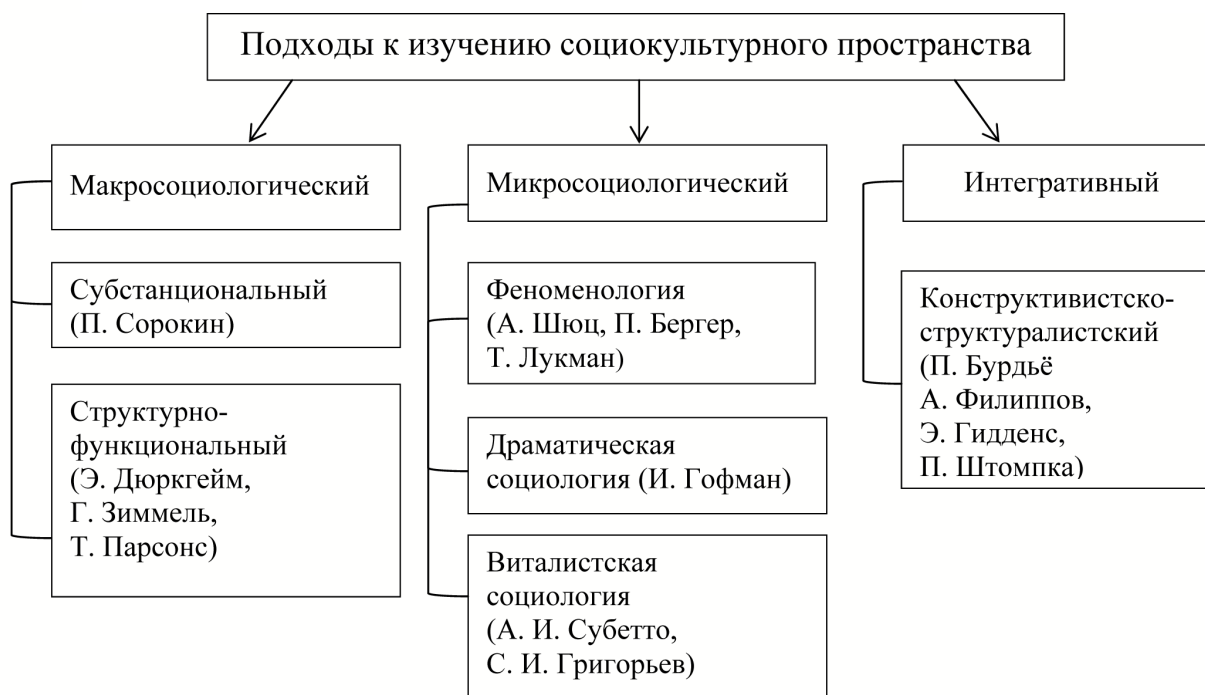 Подходы к изучению социокультурного пространства
Макросоциологический
Субстанциональный
(П. Сорокин)
Структурно-
функциональный
(Э. Дюркгейм,
Г. Зиммель,
Т. Парсонс)
Микросоциологический
Феноменология
(А. Шюц, П. Бергер,
Т. Лукман)
Драматическая
социология (И. Гофман)
Виталистская
социология
(А. И. Субетто,
С. И. Григорьев)
Интегративный
Конструктивистско-
структуралистский
(П. Бурдьё
А. Филиппов,
Э. Гидденс,
П. Штомпка)